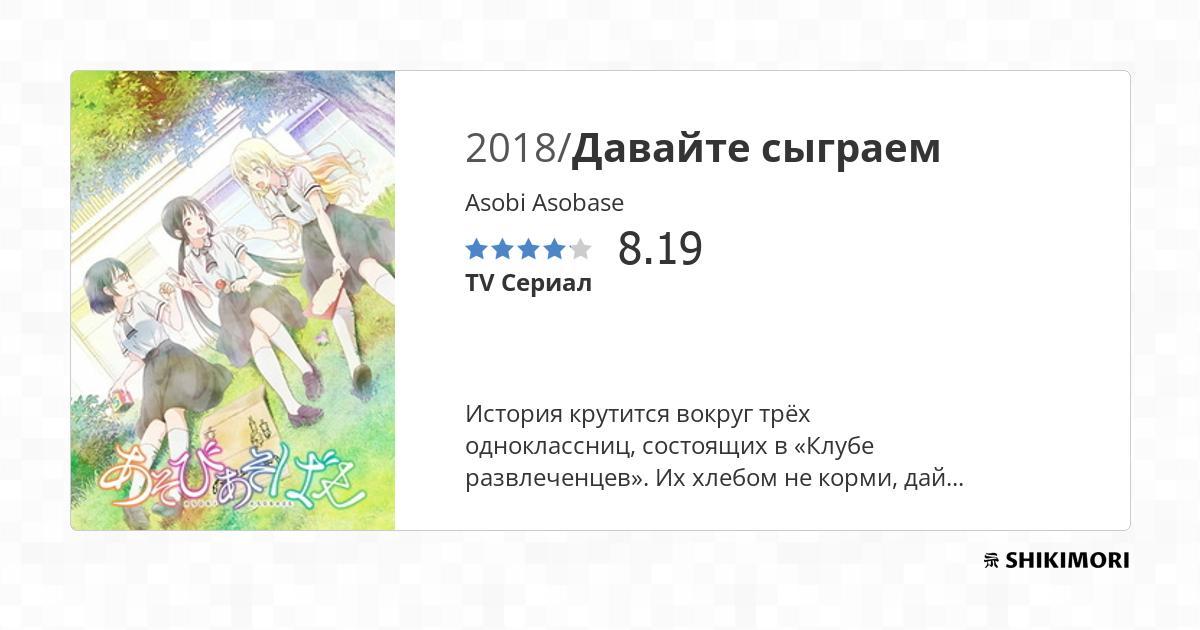 2018/Давайте сыграем
Asobi Asobase
8.19
TV Сериал
История крутится вокруг трёх
одноклассниц, состоящих в «Клубе
развлеченцев». Их хлебом не корми, дай...
あそびあそばせ
SHIKIMORI